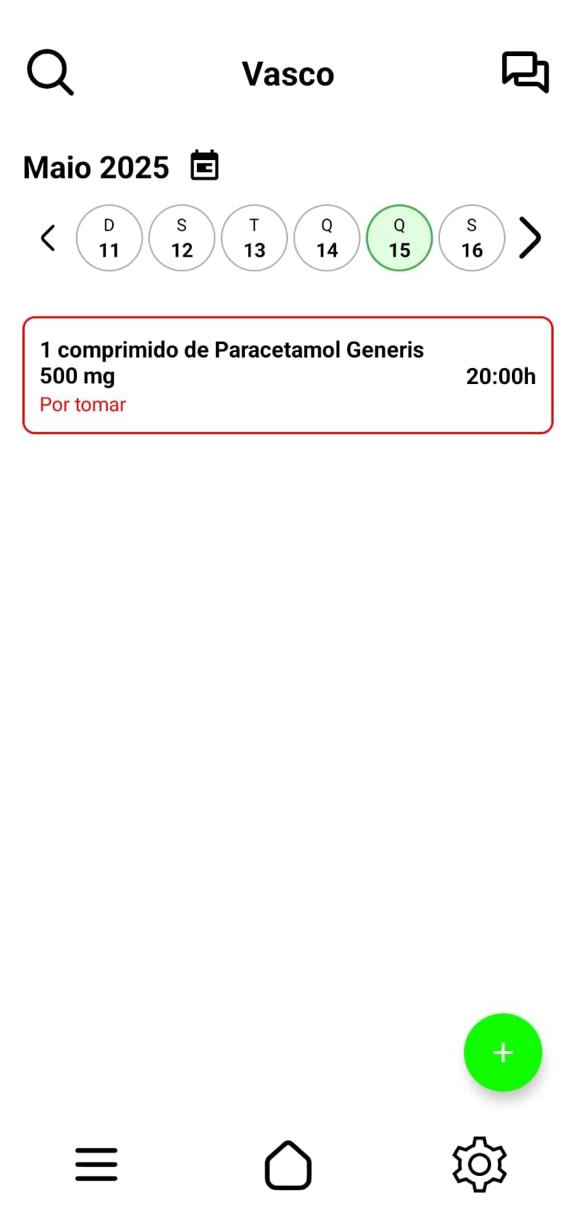 Vasco
Maio 2025
D S T Q Q S
11 12 13 14 15 16
1 comprimido de Paracetamol Generis
500 mg
20:00h
Por tomar
+